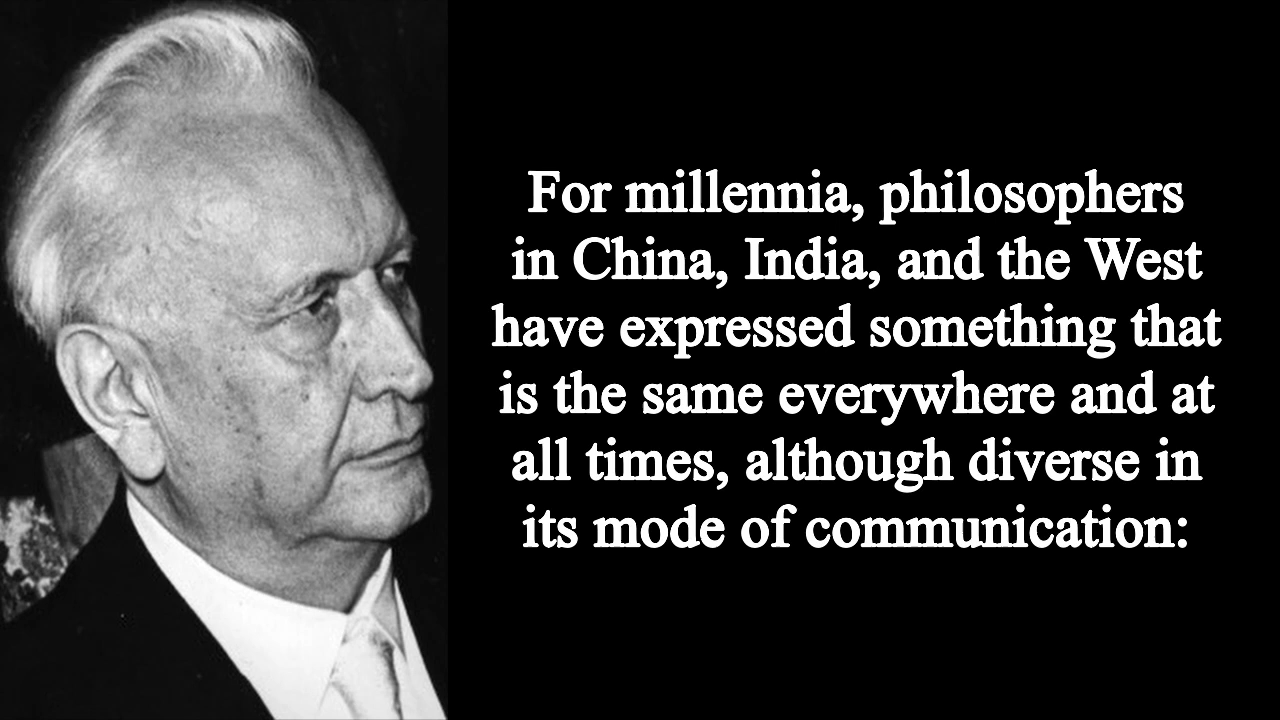 For millennia, philosophers
in China, India, and the West
have expressed something that
is the same everywhere and at
all times, although diverse in
its mode of communication: